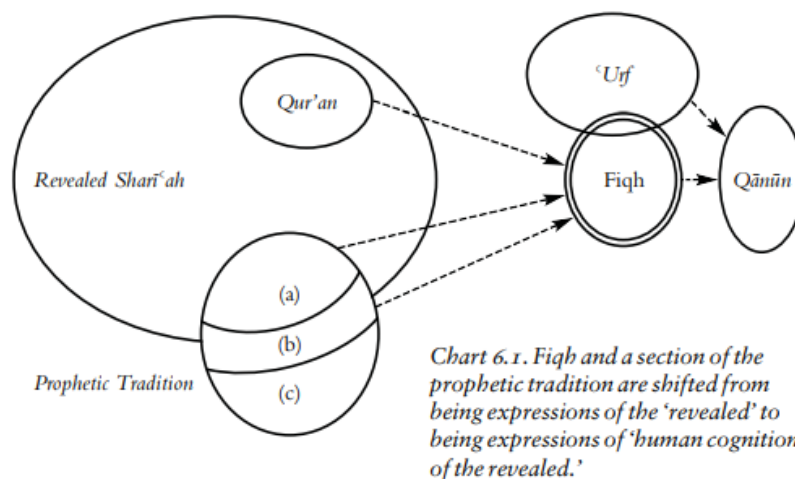 Qur'an
ʿUrf
Revealed Sharīʿah
Fiqh
Qānūn
(a)
(b)
(c)
Prophetic Tradition
Chart 6.1. Fiqh and a section of the
prophetic tradition are shifted from
being expressions of the ‘revealed’ to
being expressions of ‘human cognition
of the revealed.’